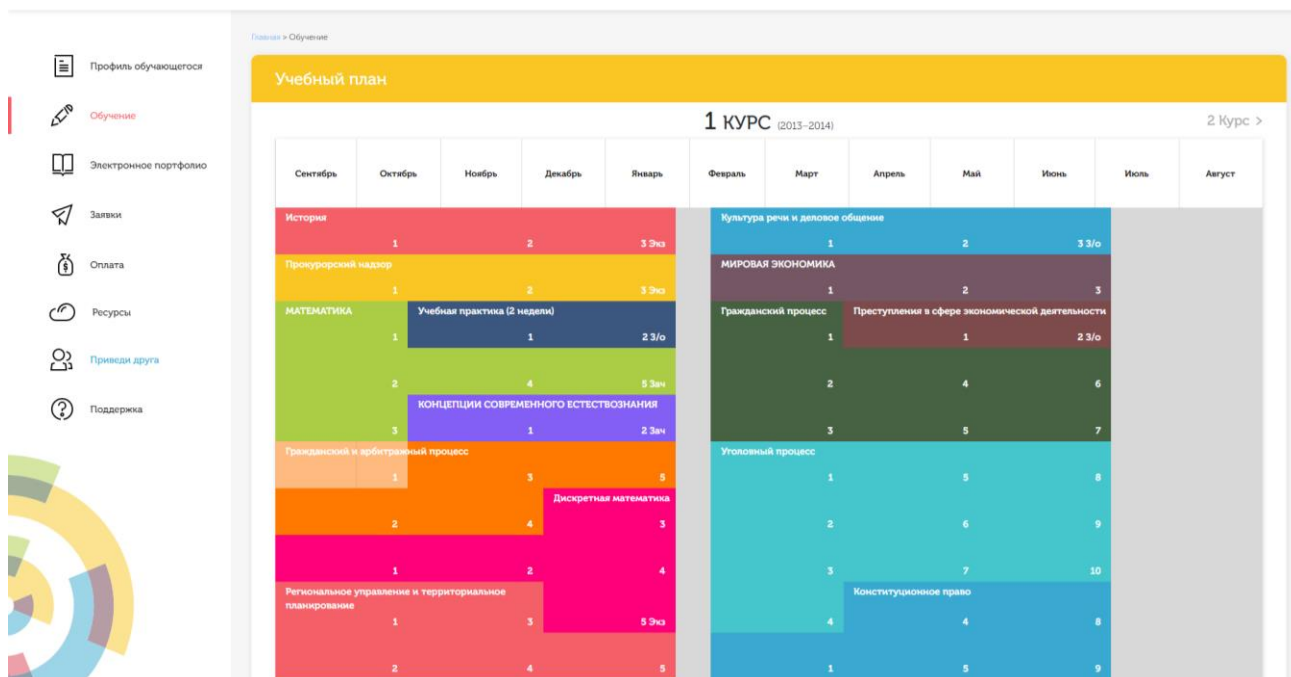 Главная > Обучение
Профиль обучающегося
Обучение
Электронное портфолио
Заявки
Оплата
Ресурсы
Приведи друга
Поддержка
Учебный план
1 КУРС (2013-2014)
2 Курс >
Сентябрь Октябрь Ноябрь Декабрь Январь Февраль Март Апрель Май Июнь Июль Август
История
1 2 3 Экз
Прокурорский надзор
1 2 3 Экз
МАТЕМАТИКА Учебная практика (2 недели)
1 1 2 З/о
2 4 5 Зач
КОНЦЕПЦИИ СОВРЕМЕННОГО ЕСТЕСТВОЗНАНИЯ
3 1 2 Зач
Гражданский и арбитражный процесс
1 3 5
Дискретная математика
2 4 3
1 2 4
Региональное управление и территориальное
планирование
1 3 5 Экз
2 4 5
Культура речи и деловое общение
1 2 3 З/о
МИРОВАЯ ЭКОНОМИКА
1 2 3
Гражданский процесс Преступления в сфере экономической деятельности
1 1 2 З/о
2 4 6
3 5 7
Уголовный процесс
1 5 8
2 6 9
3 7 10
Конституционное право
4 4 8
1 5 9